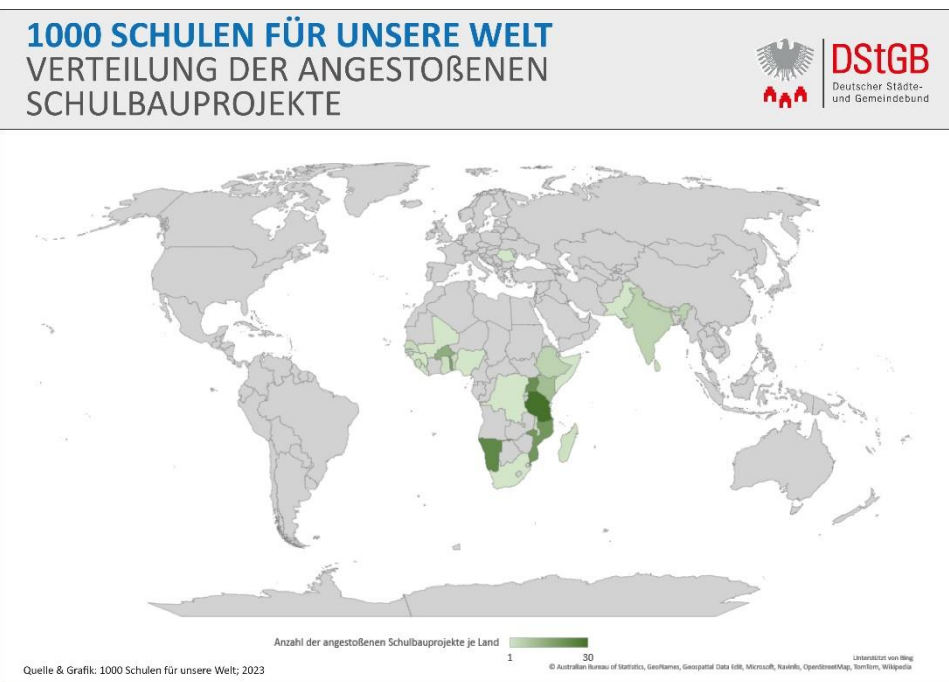 1000 SCHULEN FÜR UNSERE WELT
VERTEILUNG DER ANGESTOßENEN
SCHULBAUPROJEKTE
DStGB
Deutscher Städte-
und Gemeindebund
Anzahl der angestoßenen Schulbauprojekte je Land
1 30
Quelle & Grafik: 1000 Schulen für unsere Welt; 2023
Unterstützt von Bing
© Australian Bureau of Statistics, GeoNames, Geospatial Data Edit, Microsoft, Navinfo, OpenStreetMap, TomTom, Wikipedia